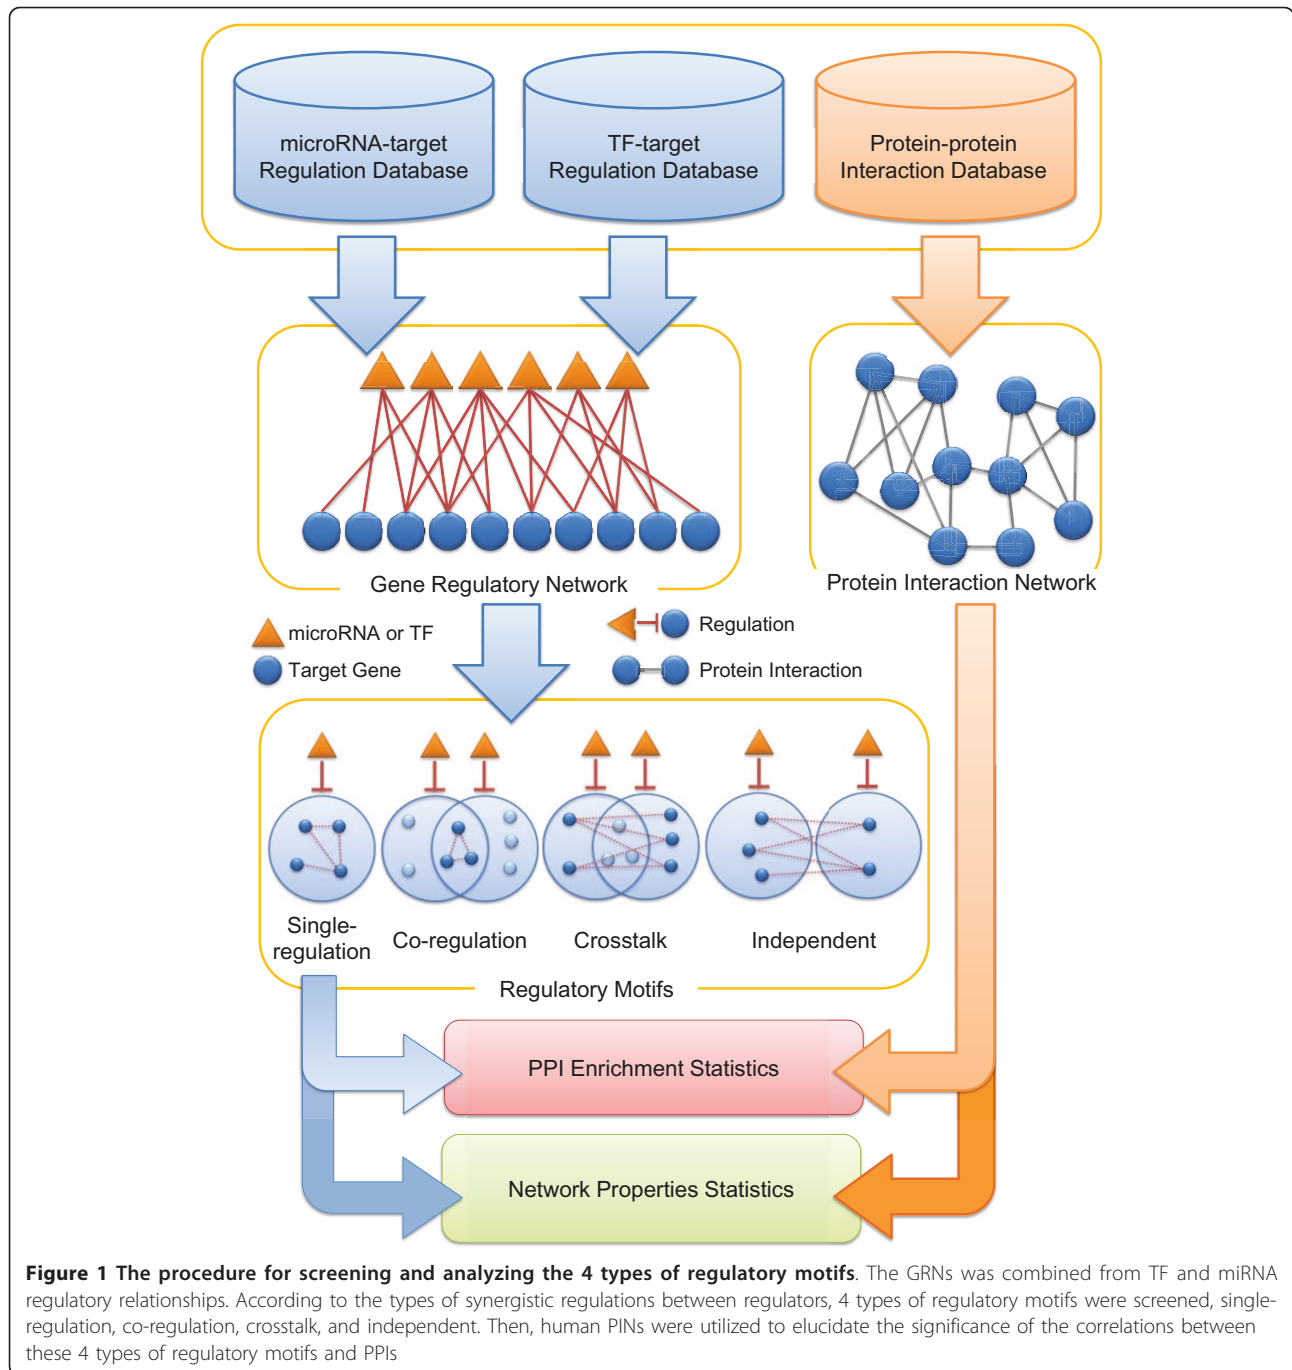 microRNA-target
Regulation Database
TF-target
Regulation Database
Protein-protein
Interaction Database
Gene Regulatory Network
Protein Interaction Network
microRNA or TF
Target Gene
Regulation
Protein Interaction
Single-
regulation
Co-regulation
Crosstalk
Independent
Regulatory Motifs
PPI Enrichment Statistics
Network Properties Statistics
Figure 1 The procedure for screening and analyzing the 4 types of regulatory motifs. The GRNs was combined from TF and miRNA
regulatory relationships. According to the types of synergistic regulations between regulators, 4 types of regulatory motifs were screened, single-
regulation, co-regulation, crosstalk, and independent. Then, human PINs were utilized to elucidate the significance of the correlations between
these 4 types of regulatory motifs and PPIs